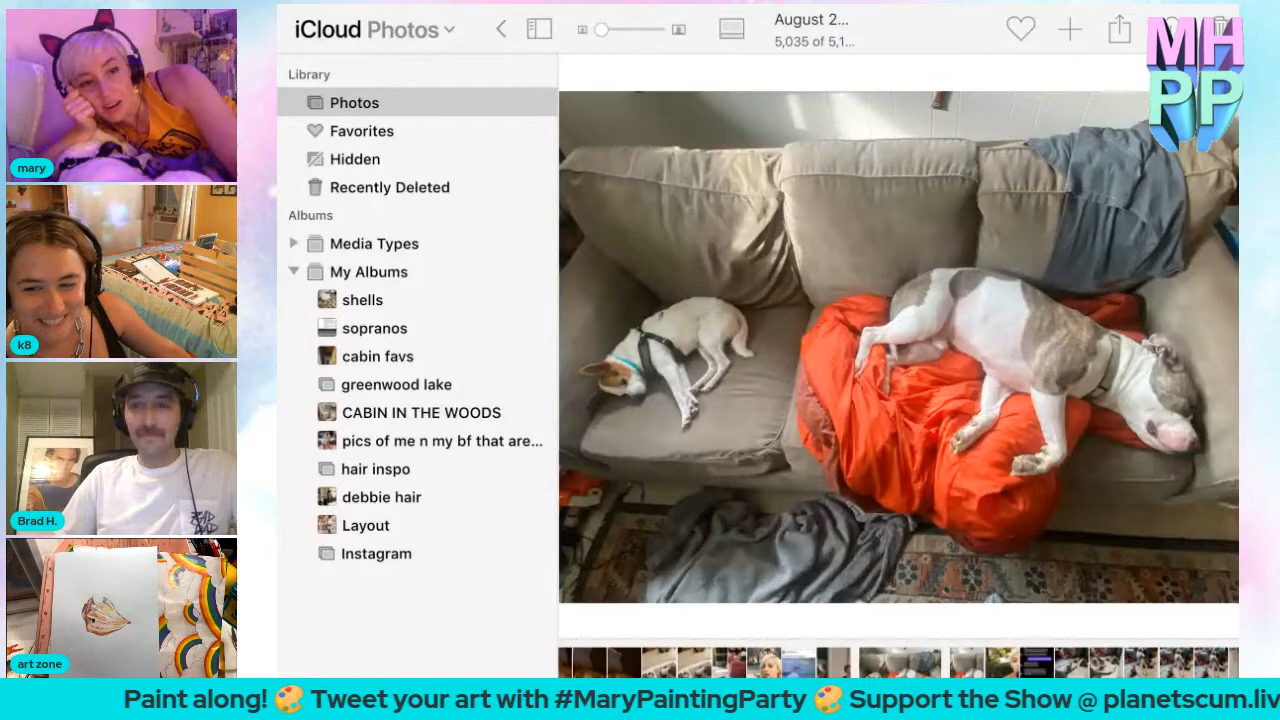 mary
k8
Brad H.
art zone
iCloud Photos
August 2...
5,035 of 5,1...
MH
PP
Library
Photos
Favorites
Hidden
Recently Deleted
Albums
Media Types
My Albums
shells
sopranos
cabin favs
greenwood lake
CABIN IN THE WOODS
pics of me n my bf that are...
hair inspo
debbie hair
Layout
Instagram
Paint along! 🎨 Tweet your art with #MaryPaintingParty 🎨 Support the Show @ planetscum.liv